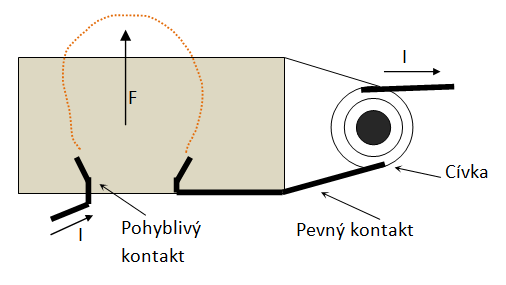 I
F
Cívka
Pohyblivý
kontakt
I
Pevný kontakt